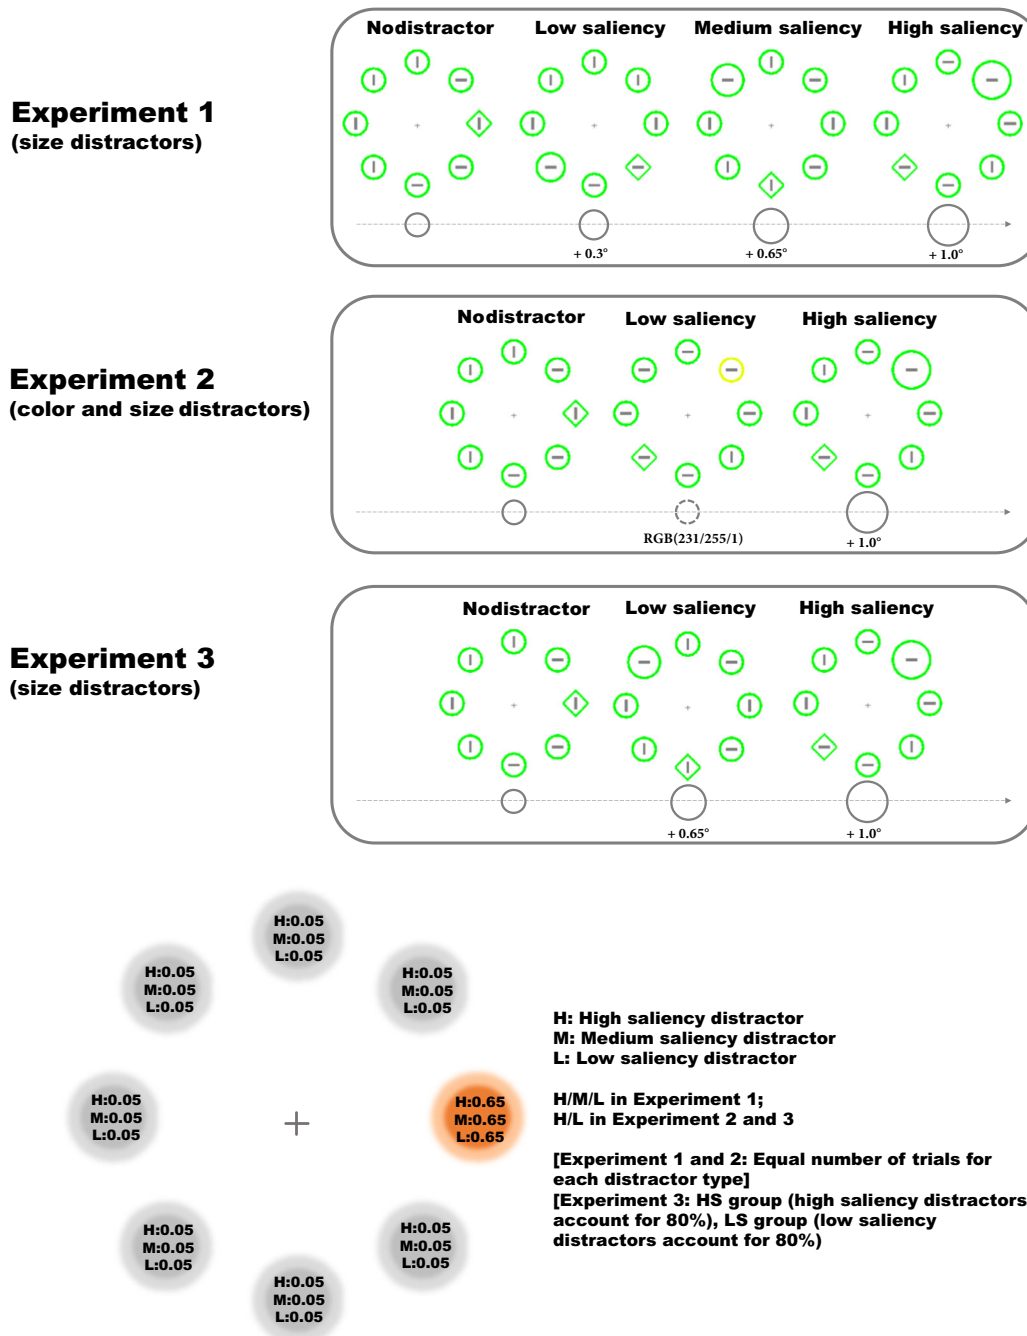 Nodistractor Low saliency Medium saliency High saliency
Experiment 1
(size distractors)
+ 0.3° + 0.65° + 1.0°
Nodistractor Low saliency High saliency
Experiment 2
(color and size distractors)
RGB(231/255/1) + 1.0°
Nodistractor Low saliency High saliency
Experiment 3
(size distractors)
+ 0.65° + 1.0°
H:0.05
M:0.05
L:0.05
H:0.05
M:0.05
L:0.05
H:0.05
M:0.05
L:0.05
H:0.05
M:0.05
L:0.05
H:0.65
M:0.65
L:0.65
H:0.05
M:0.05
L:0.05
H:0.05
M:0.05
L:0.05
H:0.05
M:0.05
L:0.05
H: High saliency distractor
M: Medium saliency distractor
L: Low saliency distractor
H/M/L in Experiment 1;
H/L in Experiment 2 and 3
[Experiment 1 and 2: Equal number of trials for
each distractor type]
[Experiment 3: HS group (high saliency distractors
account for 80%), LS group (low saliency
distractors account for 80%)